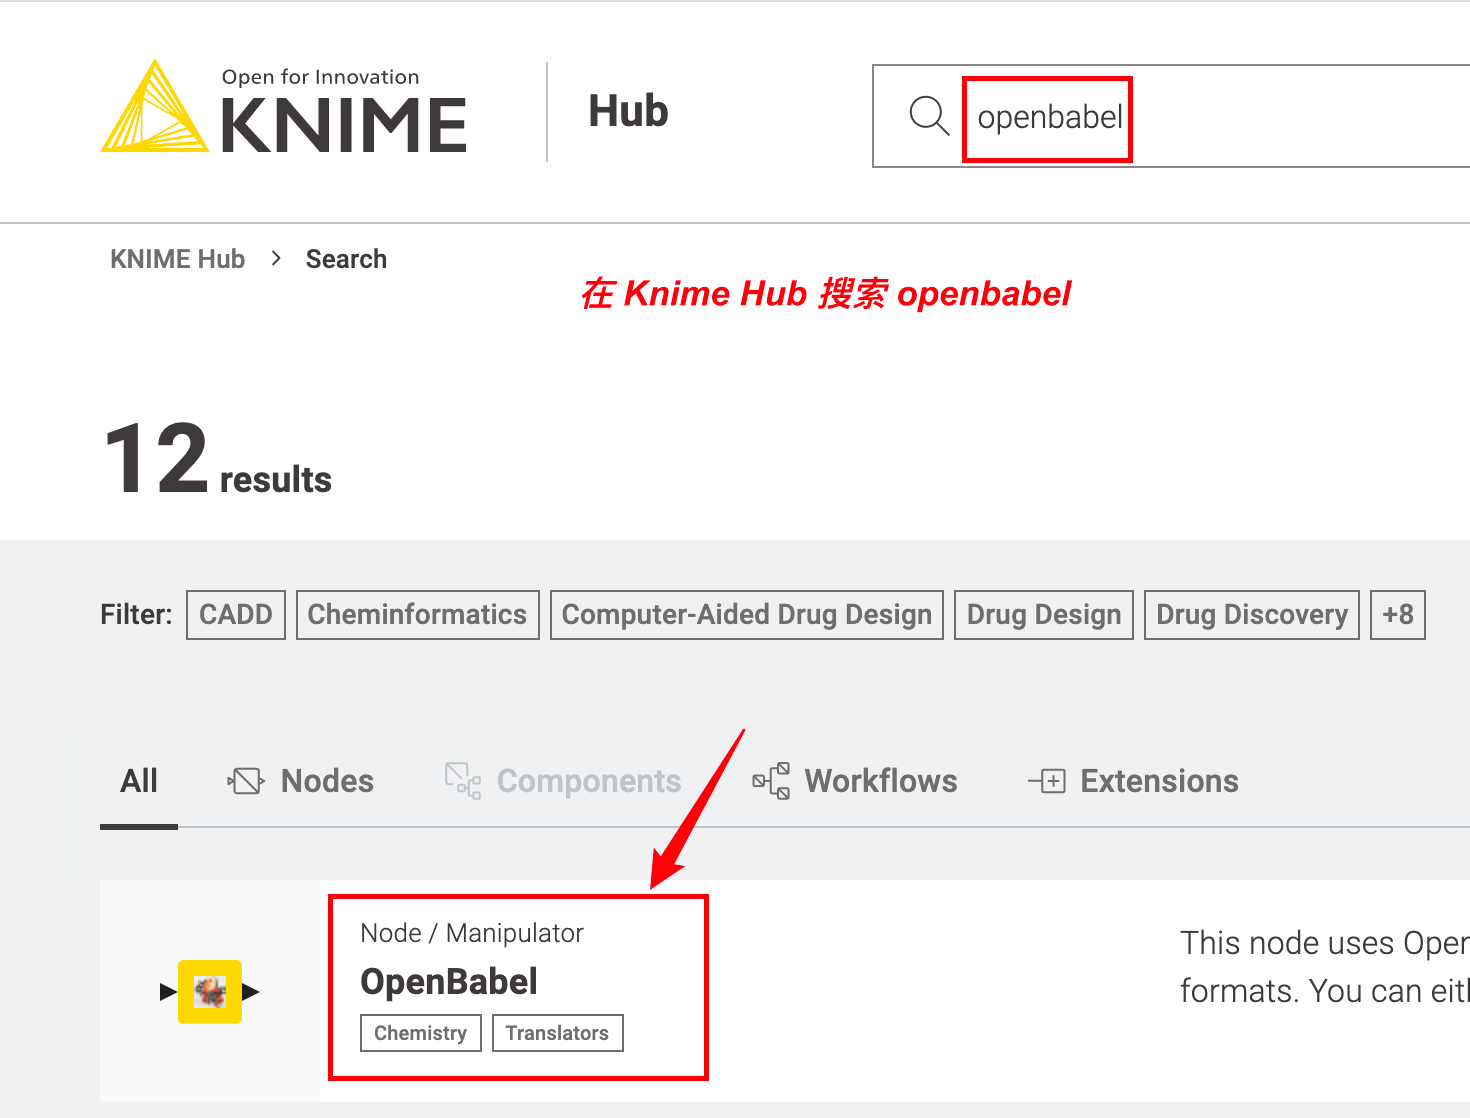 Open for Innovation
KNIME
Hub
openbabel
KNIME Hub > Search
在 Knime Hub 搜索 openbabel
12 results
Filter: CADD Cheminformatics Computer-Aided Drug Design Drug Design Drug Discovery +8
All Nodes Components Workflows Extensions
Node / Manipulator
OpenBabel
Chemistry Translators
This node uses Open
formats. You can eit